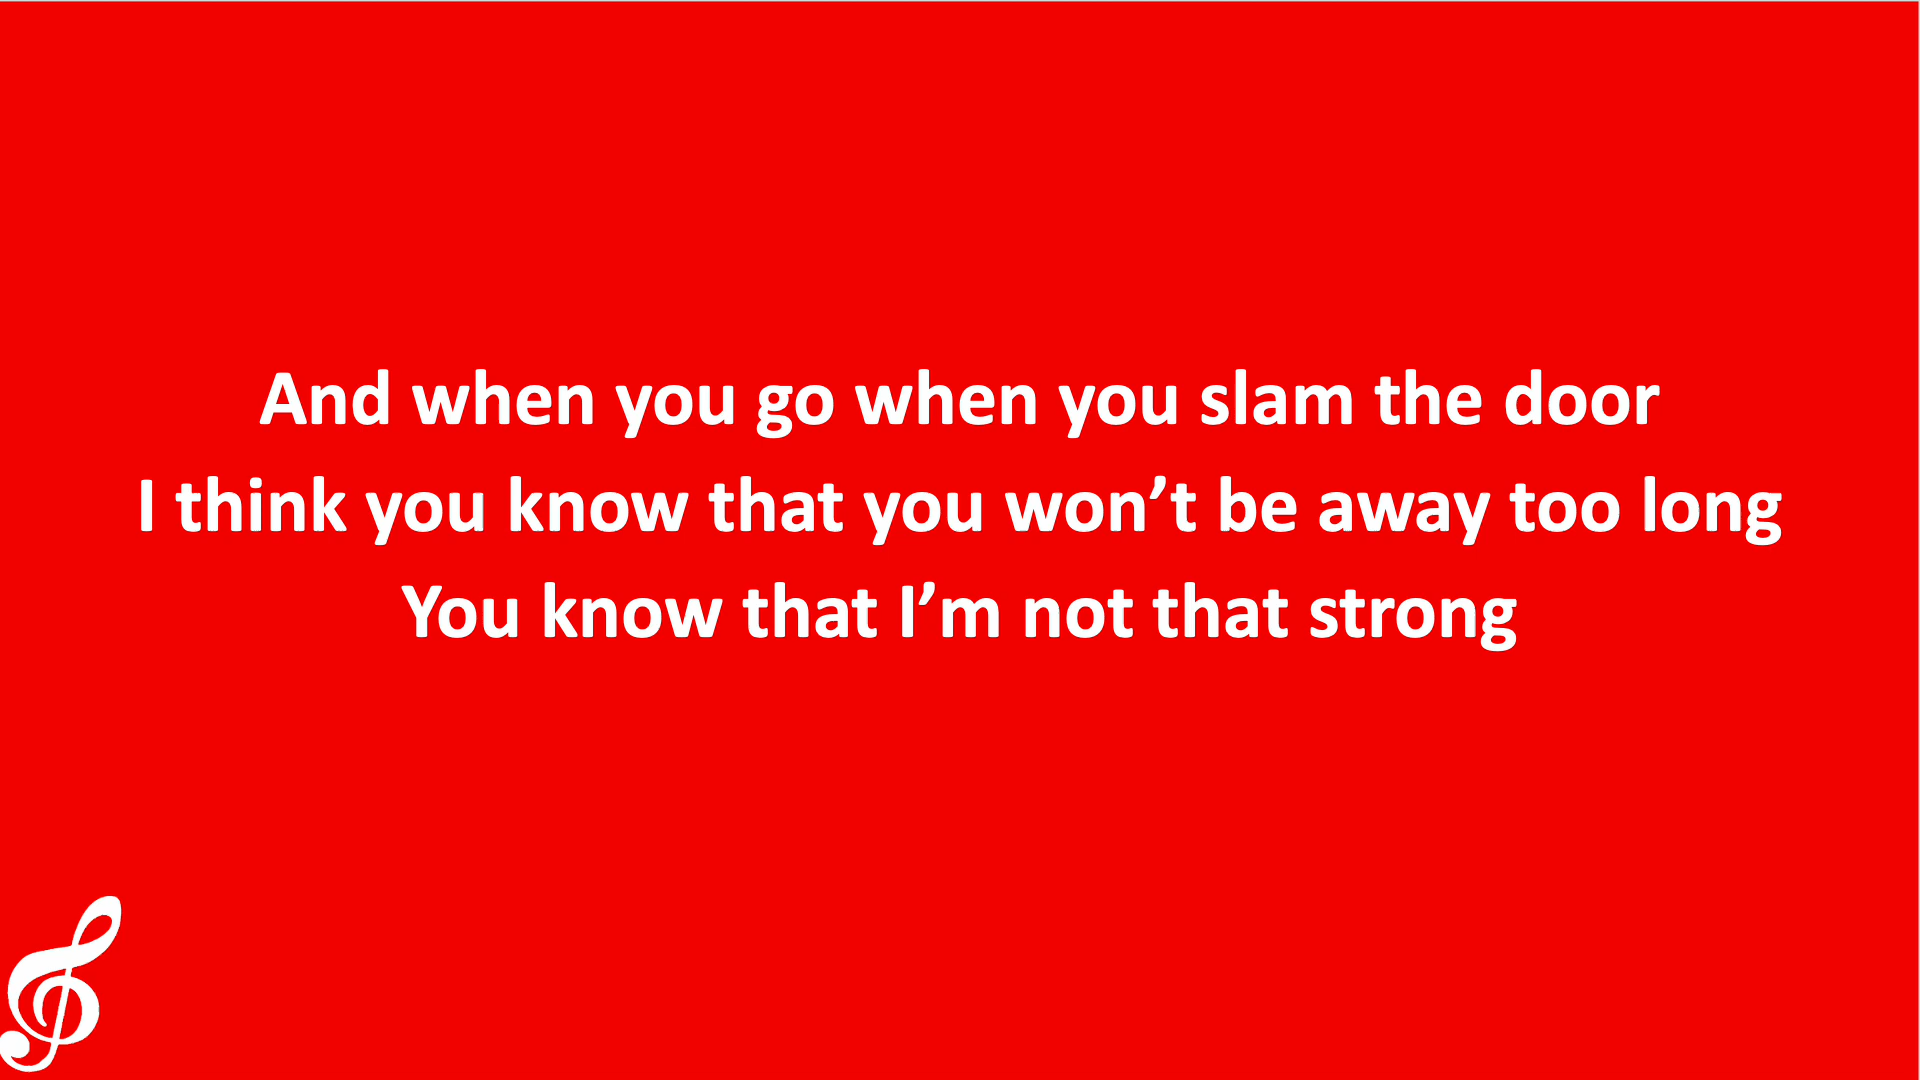 And when you go when you slam the door
I think you know that you won’t be away too long
You know that I’m not that strong